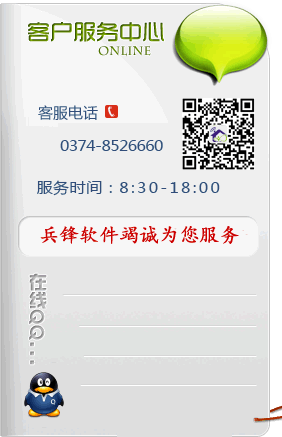 客户服务中心
ONLINE
客服电话
0374-8526660
服务时间：8:30-18:00
兵锋软件竭诚为您服务
在线QQ...